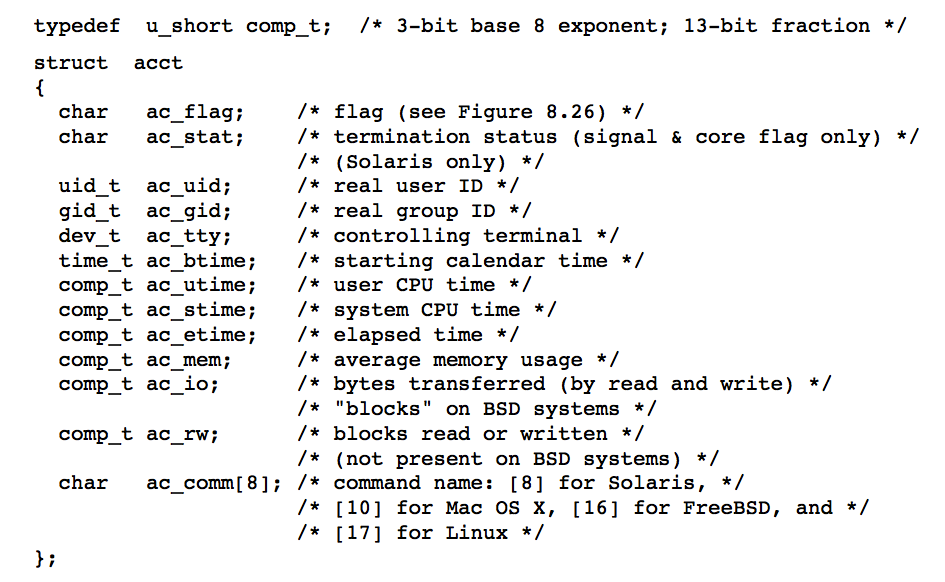 typedef u_short comp_t; /* 3-bit base 8 exponent; 13-bit fraction */
struct acct
{
char ac_flag; /* flag (see Figure 8.26) */
char ac_stat; /* termination status (signal & core flag only) */
/* (Solaris only) */
uid_t ac_uid; /* real user ID */
gid_t ac_gid; /* real group ID */
dev_t ac_tty; /* controlling terminal */
time_t ac_btime; /* starting calendar time */
comp_t ac_utime; /* user CPU time */
comp_t ac_stime; /* system CPU time */
comp_t ac_etime; /* elapsed time */
comp_t ac_mem; /* average memory usage */
comp_t ac_io; /* bytes transferred (by read and write) */
/* "blocks" on BSD systems */
comp_t ac_rw; /* blocks read or written */
/* (not present on BSD systems) */
char ac_comm[8]; /* command name: [8] for Solaris, */
/* [10] for Mac OS X, [16] for FreeBSD, and */
/* [17] for Linux */
};